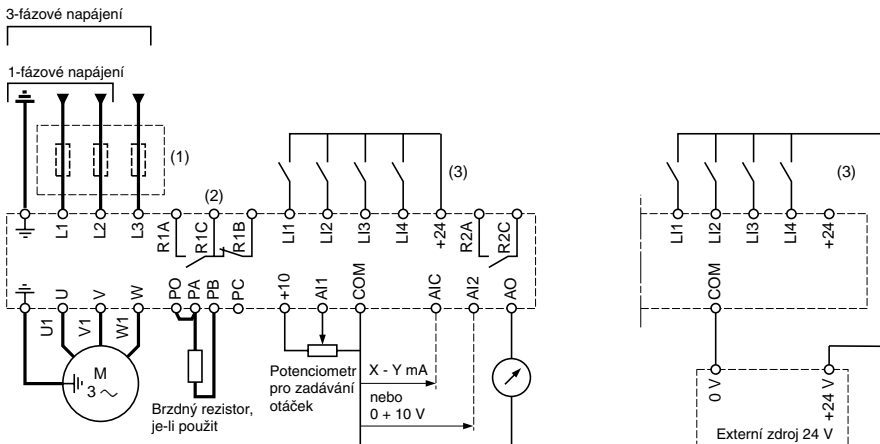 3-fázové napájení
1-fázové napájení
(1)
(2)
(3)
(3)
L1
L2
L3
R1A
R1C
R1B
LI1
LI2
LI3
LI4
+24
R2A
R2C
LI1
LI2
LI3
LI4
+24
U
V
W
PO
PA
PB
PC
+10
AI1
COM
AIC
AI2
AO
COM
U1
V1
W1
M
3
Brzdný rezistor,
je-li použit
Potenciometr
pro zadávání
otáček
X - Y mA
nebo
0 + 10 V
0 V
+24 V
Externí zdroj 24 V